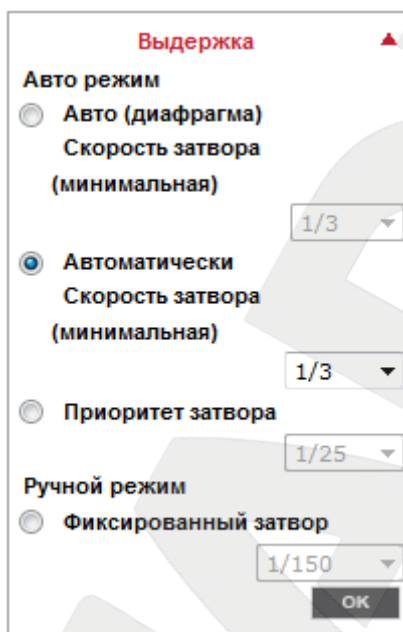 Выдержка
Авто режим
Авто (диафрагма)
Скорость затвора
(минимальная)
1/3
Автоматически
Скорость затвора
(минимальная)
1/3
Приоритет затвора
1/25
Ручной режим
Фиксированный затвор
1/150
ОК